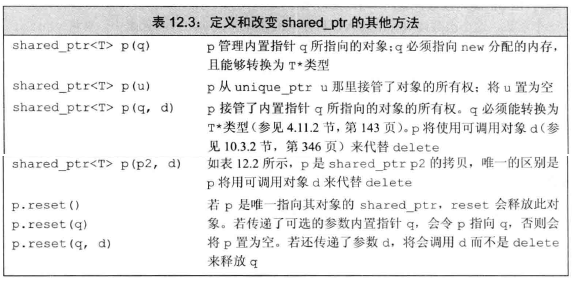 表 12.3：定义和改变 shared_ptr 的其他方法
shared_ptr<T> p(q) p 管理内置指针 q 所指向的对象；q 必须指向 new 分配的内存，
且能够转换为 T*类型
shared_ptr<T> p(u) p 从 unique_ptr u 那里接管了对象的所有权；将 u 置为空
shared_ptr<T> p(q, d) p 接管了内置指针 q 所指向的对象的所有权。q 必须能转换为
T*类型（参见 4.11.2 节，第 143 页）。p 将使用可调用对象 d（参
见 10.3.2 节，第 346 页）来代替 delete
shared_ptr<T> p(p2, d) 如表 12.2 所示，p 是 shared_ptr p2 的拷贝，唯一的区别是
p 将用可调用对象 d 来代替 delete
p.reset() 若 p 是唯一指向其对象的 shared_ptr，reset 会释放此对
p.reset(q) 象。若传递了可选的参数内置指针 q，会令 p 指向 q，否则会
p.reset(q, d) 将 p 置为空。若还传递了参数 d，将会调用 d 而不是 delete
来释放 q